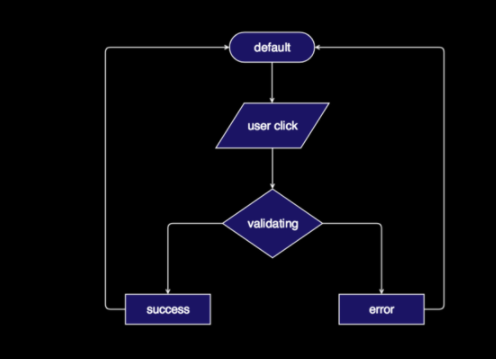 default
user click
validating
success
error